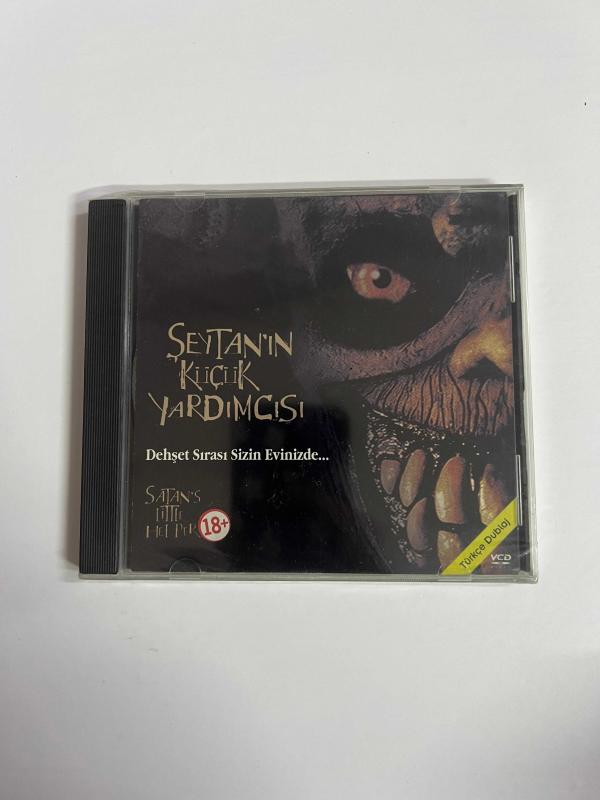 ŞEYTAN'IN
KÜÇÜK
YARDIMCISI
Dehşet Sırası Sizin Evinizde...
SATAN'S
LITTLE
HELPER
18+
Türkçe Dublaj
VCD